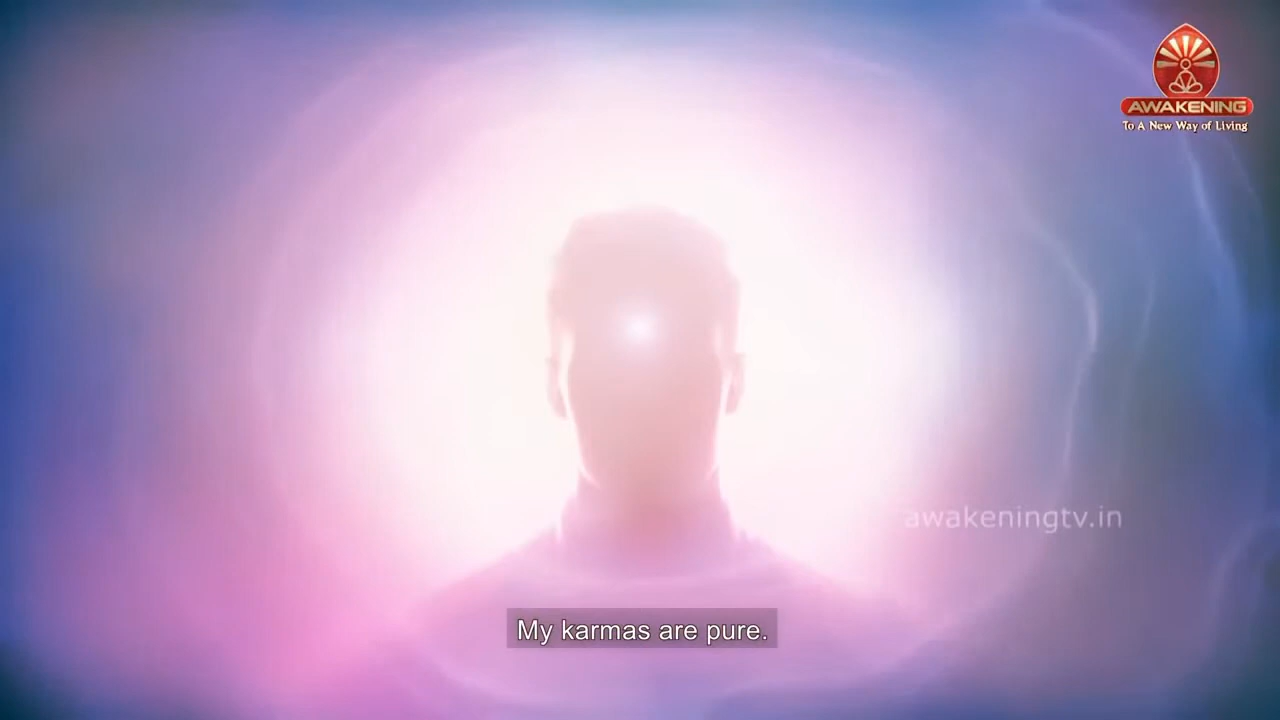 AWAKENING
To A New Way of Living
awakeningtv.in
My karmas are pure.